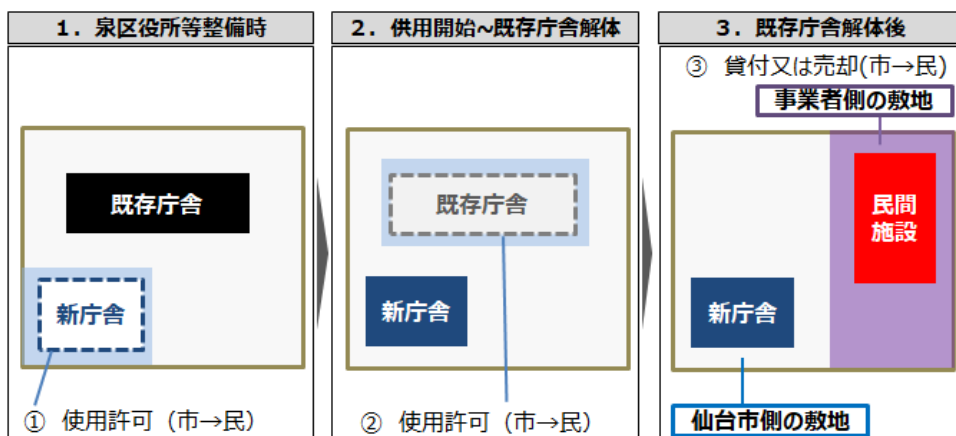 1．泉区役所等整備時
既存庁舎
新庁舎
① 使用許可（市→民）
2．供用開始~既存庁舎解体
既存庁舎
新庁舎
② 使用許可（市→民）
3．既存庁舎解体後
③ 貸付又は売却(市→民)
事業者側の敷地
民間
施設
新庁舎
仙台市側の敷地